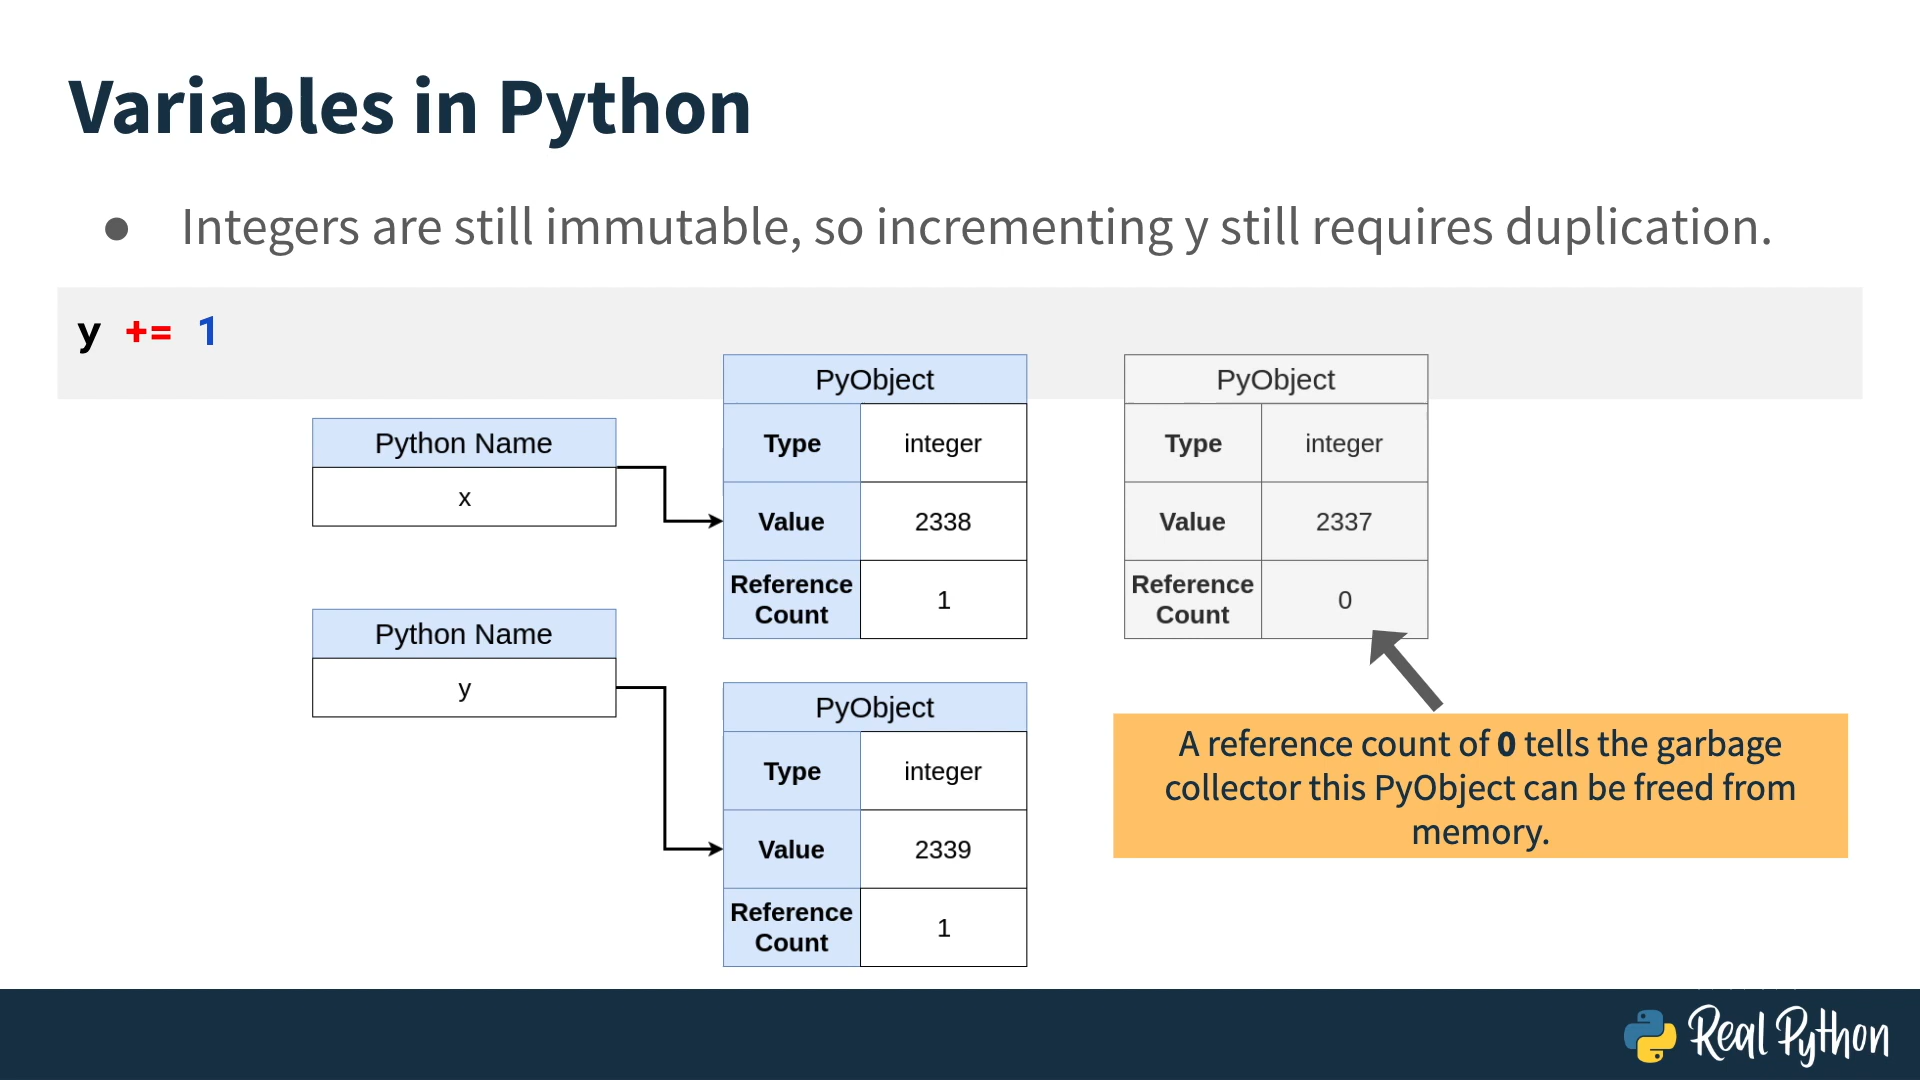 Variables in Python
● Integers are still immutable, so incrementing y still requires duplication.
y += 1
Python Name
x
Python Name
y
PyObject
Type integer
Value 2338
Reference
Count 1
PyObject
Type integer
Value 2339
Reference
Count 1
PyObject
Type integer
Value 2337
Reference
Count 0
A reference count of 0 tells the garbage
collector this PyObject can be freed from
memory.
Real Python